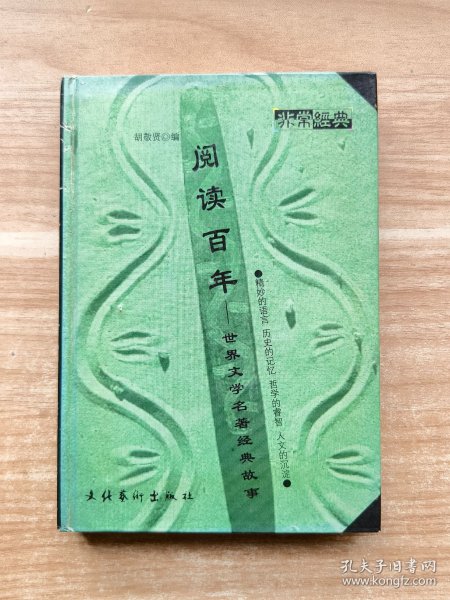 非常經典
胡敬贤◎编
阅读百年
——世界文学名著经典故事
●精妙的语言 历史的记忆 哲学的睿智 人文的沉淀●
文化藝術出版社
孔夫子旧书网
www.kongfz.com